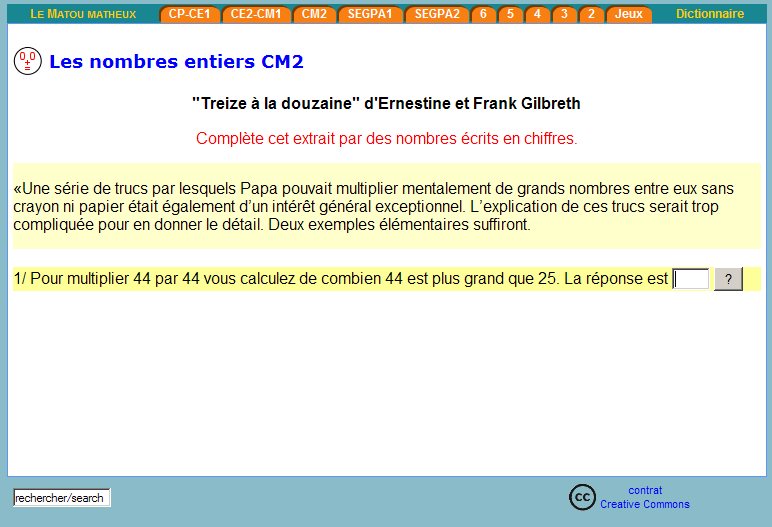 LE MATOU MATHEUX CP-CE1 CE2-CM1 CM2 SEGPA1 SEGPA2 6 5 4 3 2 Jeux Dictionnaire
0 0
+
=
Les nombres entiers CM2
"Treize à la douzaine" d'Ernestine et Frank Gilbreth
Complète cet extrait par des nombres écrits en chiffres.
«Une série de trucs par lesquels Papa pouvait multiplier mentalement de grands nombres entre eux sans
crayon ni papier était également d'un intérêt général exceptionnel. L'explication de ces trucs serait trop
compliquée pour en donner le détail. Deux exemples élémentaires suffiront.
1/ Pour multiplier 44 par 44 vous calculez de combien 44 est plus grand que 25. La réponse est ?
rechercher/search
cc
contrat
Creative Commons